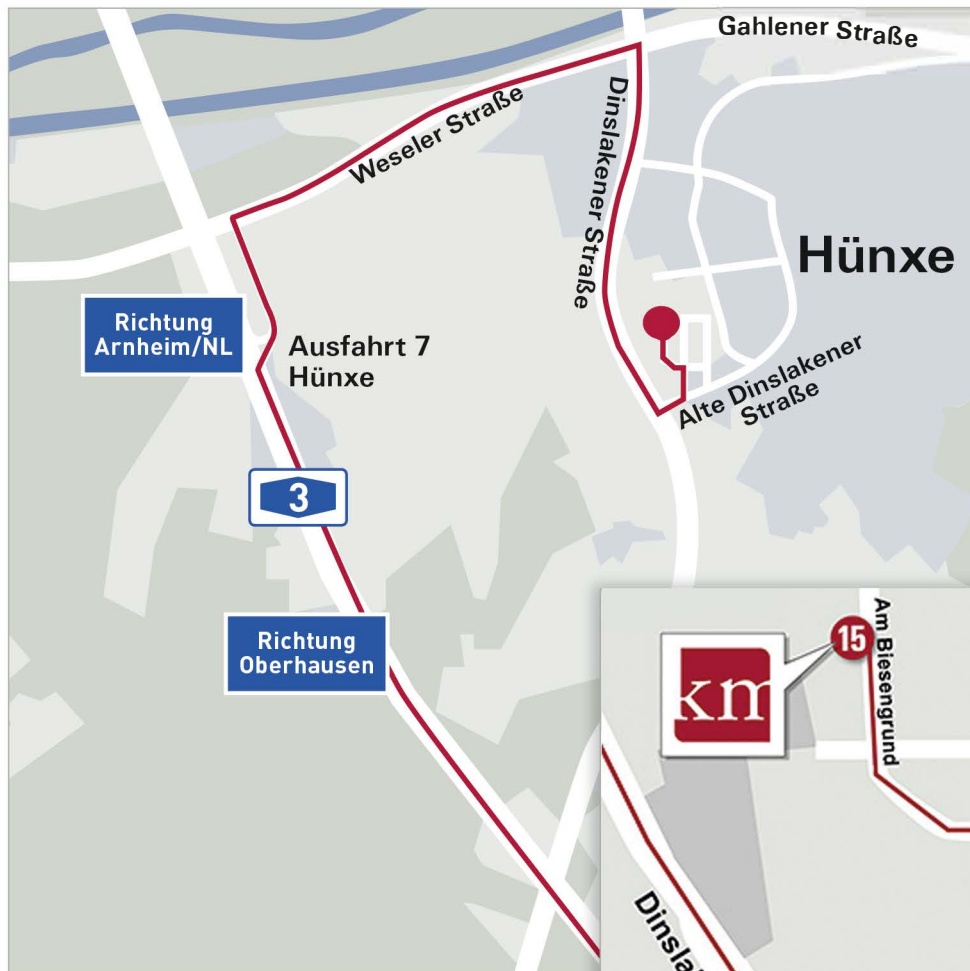 Gahlener Straße
Weseler Straße
Dinslakener Straße
Hünxe
Richtung
Arnheim/NL
Ausfahrt 7
Hünxe
Alte Dinslakener
Straße
3
Richtung
Oberhausen
15
Am Biesengrund
km
Dinsla